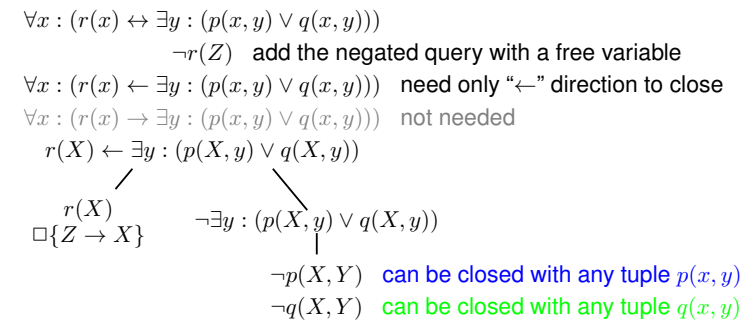 ∀x : (r(x) ↔ ∃y : (p(x, y) ∨ q(x, y)))
¬r(Z) add the negated query with a free variable
∀x : (r(x) ← ∃y : (p(x, y) ∨ q(x, y))) need only “←” direction to close
∀x : (r(x) → ∃y : (p(x, y) ∨ q(x, y))) not needed
r(X) ← ∃y : (p(X, y) ∨ q(X, y))
r(X)
□{Z → X}
¬∃y : (p(X, y) ∨ q(X, y))
¬p(X, Y) can be closed with any tuple p(x, y)
¬q(X, Y) can be closed with any tuple q(x, y)